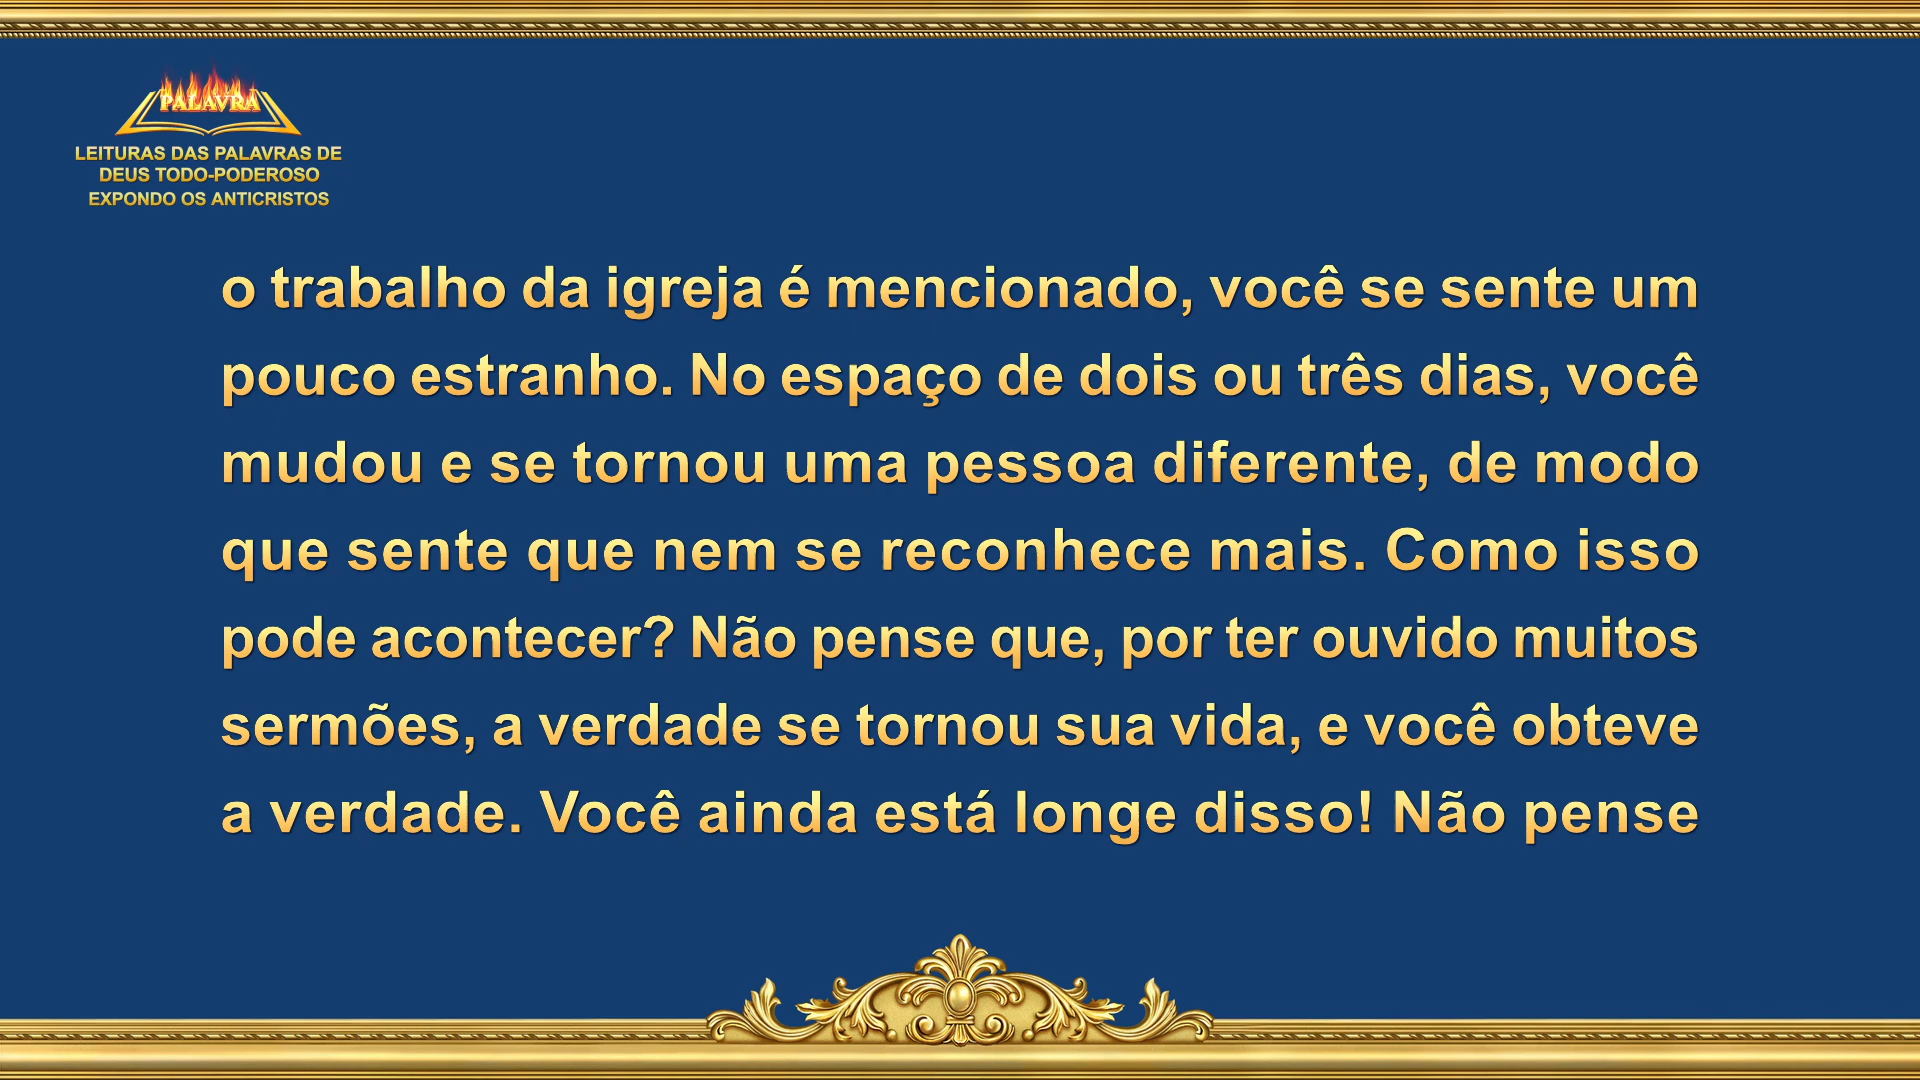 PALAVRA
LEITURAS DAS PALAVRAS DE
DEUS TODO-PODEROSO
EXPONDO OS ANTICRISTOS
o trabalho da igreja é mencionado, você se sente um
pouco estranho. No espaço de dois ou três dias, você
mudou e se tornou uma pessoa diferente, de modo
que sente que nem se reconhece mais. Como isso
pode acontecer? Não pense que, por ter ouvido muitos
sermões, a verdade se tornou sua vida, e você obteve
a verdade. Você ainda está longe disso! Não pense